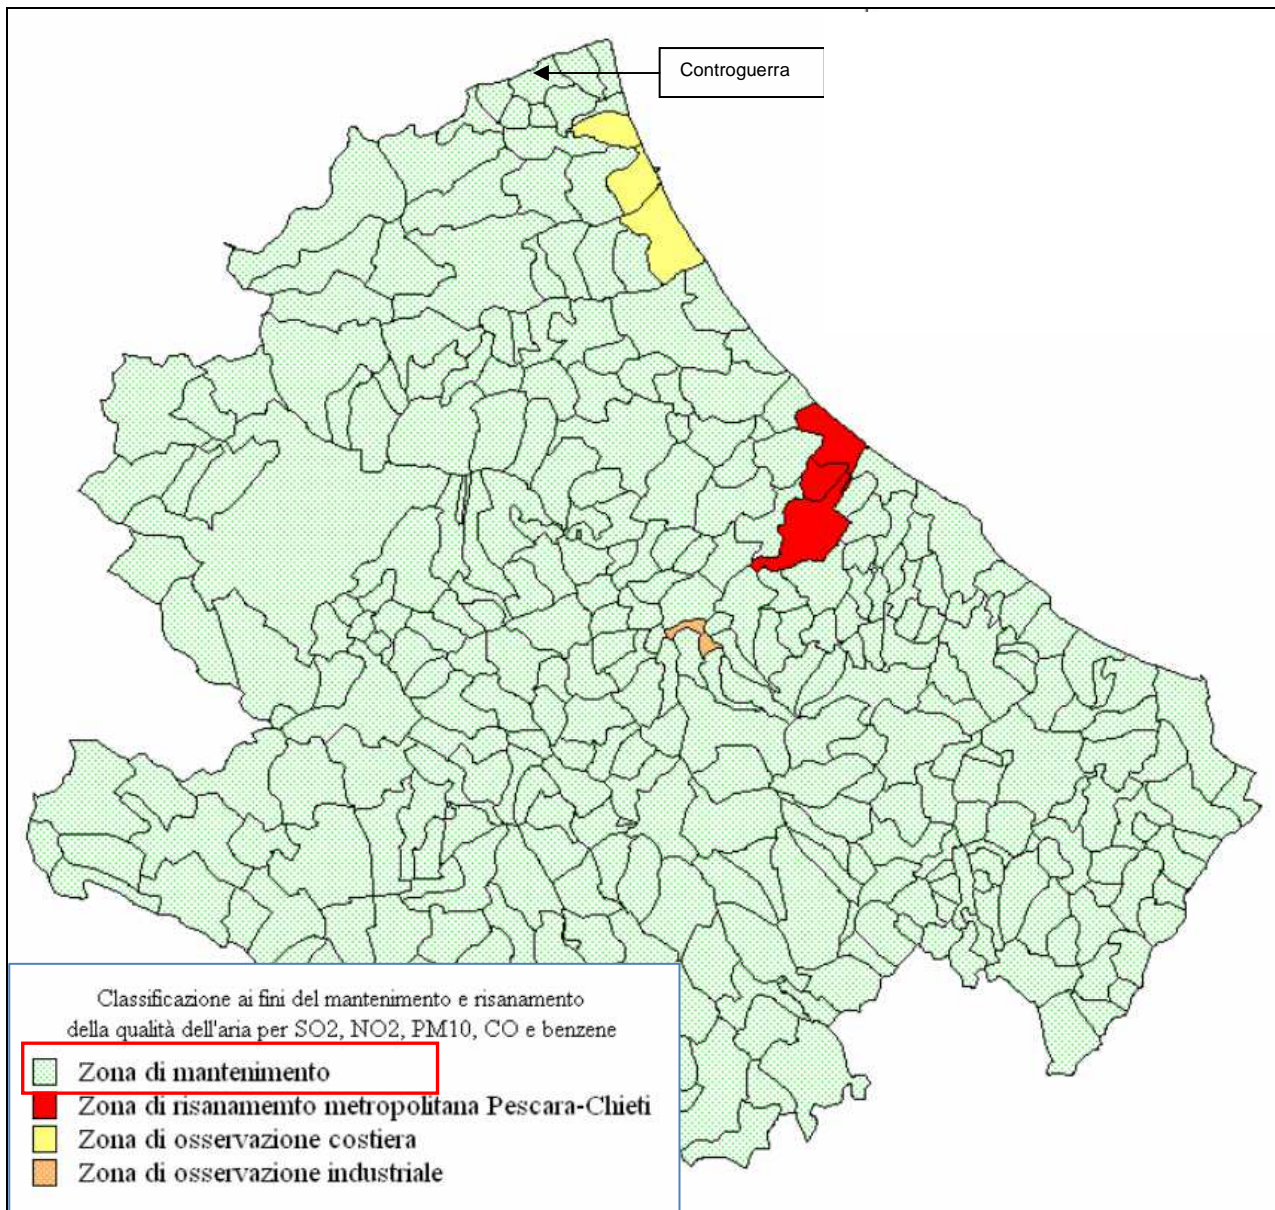 Controguerra
Classificazione ai fini del mantenimento e risanamento
della qualità dell'aria per SO2, NO2, PM10, CO e benzene
Zona di mantenimento
Zona di risanamemto metropolitana Pescara-Chieti
Zona di osservazione costiera
Zona di osservazione industriale